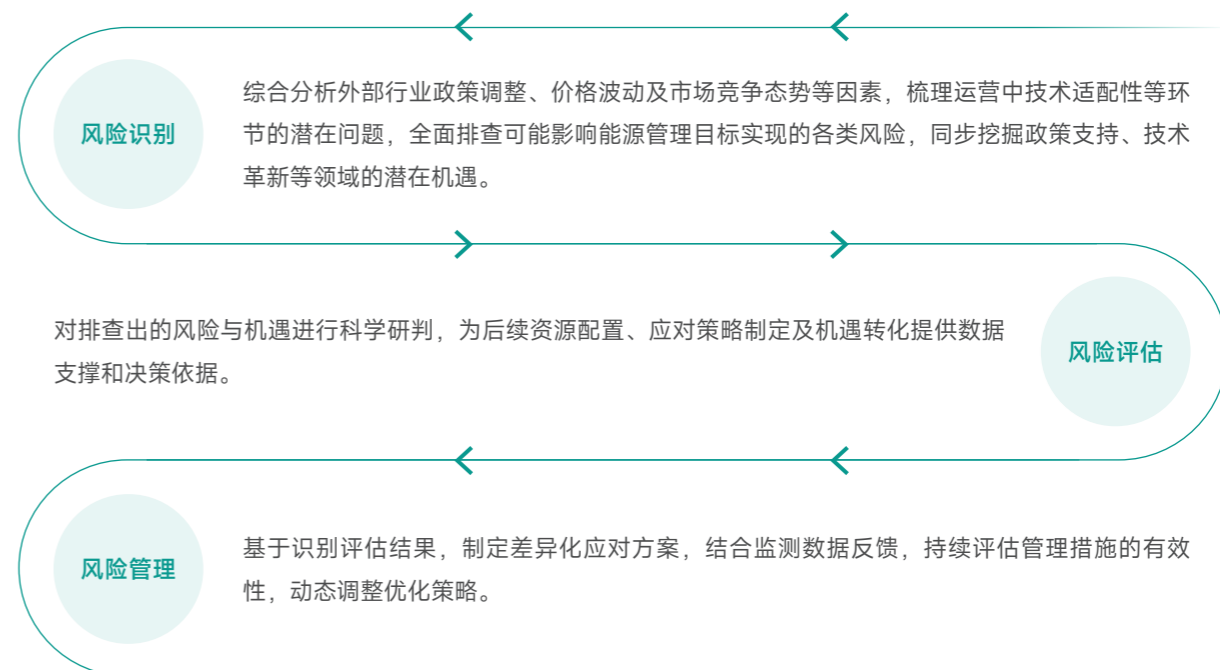 风险识别
综合分析外部行业政策调整、价格波动及市场竞争态势等因素，梳理运营中技术适配性等环
节的潜在问题，全面排查可能影响能源管理目标实现的各类风险，同步挖掘政策支持、技术
革新等领域的潜在机遇。
对排查出的风险与机遇进行科学研判，为后续资源配置、应对策略制定及机遇转化提供数据
支撑和决策依据。
风险评估
风险管理
基于识别评估结果，制定差异化应对方案，结合监测数据反馈，持续评估管理措施的有效
性，动态调整优化策略。